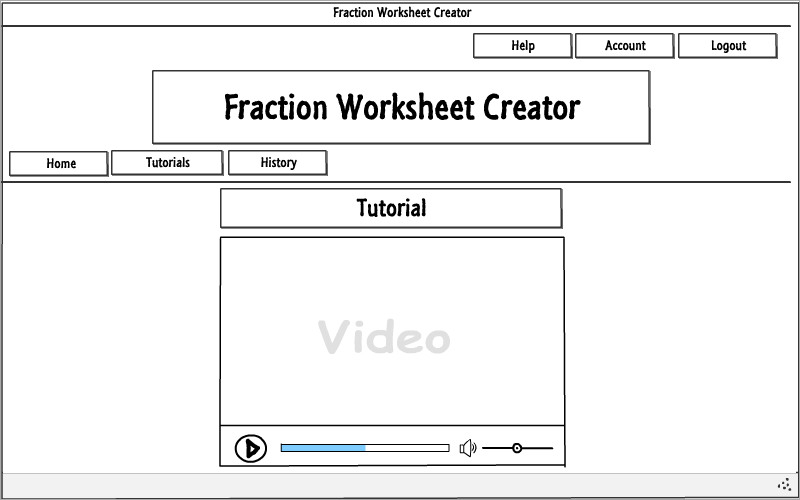 Fraction Worksheet Creator
Help Account Logout
Fraction Worksheet Creator
Home Tutorials History
Tutorial
Video